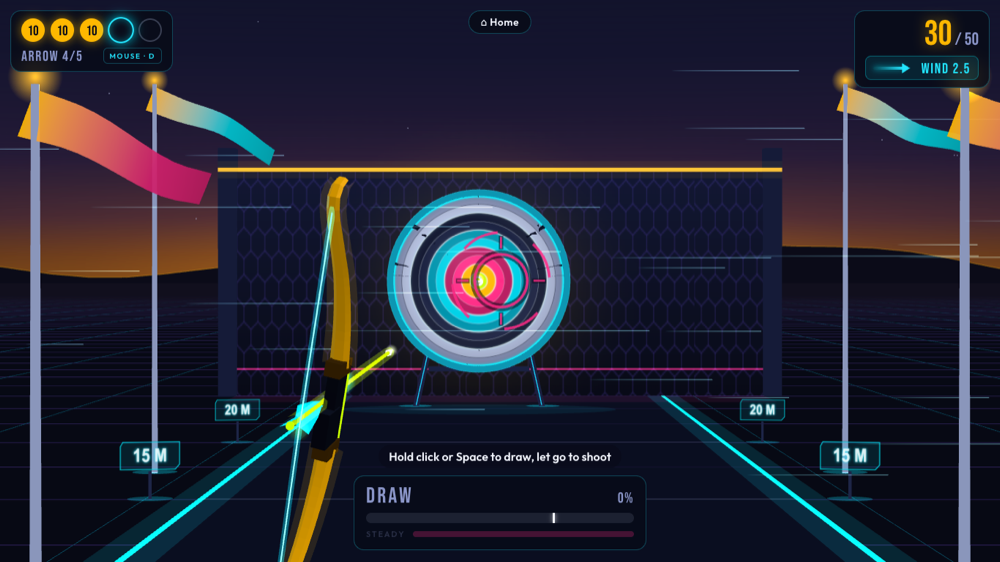 10 10 10
ARROW 4/5
MOUSE · D
⌂ Home
30 / 50
WIND 2.5
20 M
20 M
15 M
15 M
Hold click or Space to draw, let go to shoot
DRAW
0%
STEADY